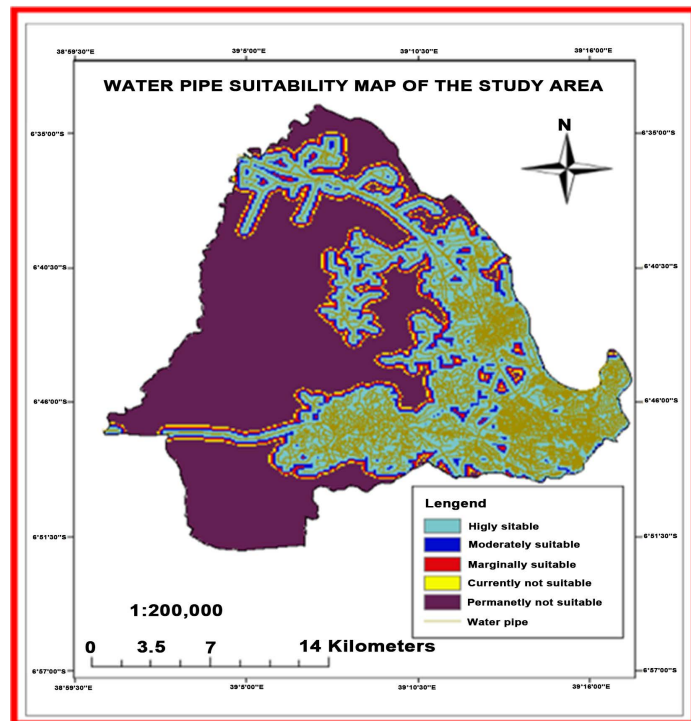 38°59'30"E 39°5'00"E 39°10'30"E 39°16'00"E
WATER PIPE SUITABILITY MAP OF THE STUDY AREA
N
6°35'00"S 6°35'00"S
6°40'30"S 6°40'30"S
6°46'00"S 6°46'00"S
Lengend
Higly sitable
Moderately suitable
Marginally suitable
Currently not suitable
Permanetly not suitable
Water pipe
6°51'30"S 6°51'30"S
1:200,000
0 3.5 7 14 Kilometers
6°57'00"S 6°57'00"S
38°59'30"E 39°5'00"E 39°10'30"E 39°16'00"E